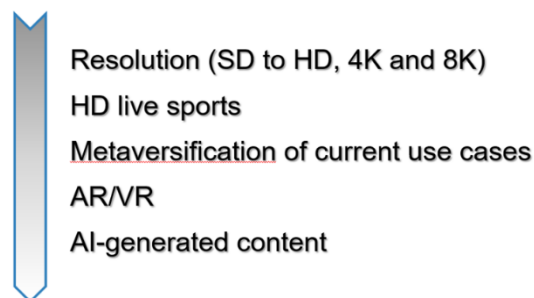 Resolution (SD to HD, 4K and 8K)
HD live sports
Metaversification of current use cases
AR/VR
AI-generated content